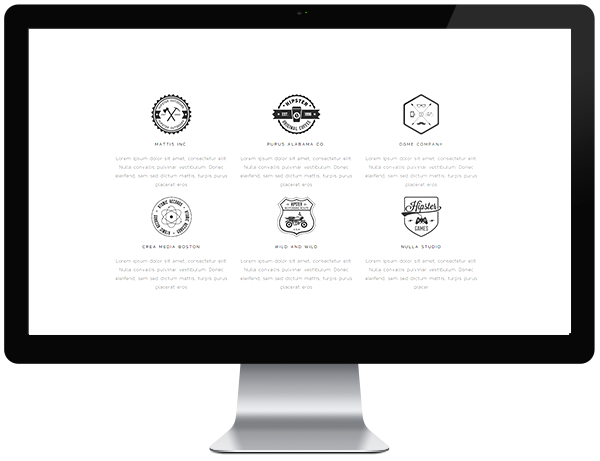 HIPSTER
EST.
ORIGINAL COFFEE
MATTIS INC
PURUS ALABAMA CO
DOME COMPANY
Lorem ipsum dolor sit amet, consectetur elit.
Nulla convallis pulvinar vestibulum. Donec
eleifend, sem sed dictum mattis, turpis purus
placerat eros.
Lorem ipsum dolor sit amet, consectetur elit.
Nulla convallis pulvinar vestibulum. Donec
eleifend, sem sed dictum mattis, turpis purus
placerat eros.
Lorem ipsum dolor sit amet, consectetur elit.
Nulla convallis pulvinar vestibulum. Donec
eleifend, sem sed dictum mattis, turpis purus
placerat eros.
ATOMIC RECORDS
HIPSTER
Hipster
GAMES
CREA MEDIA BOSTON
WILD AND WILD
NULLA STUDIO
Lorem ipsum dolor sit amet, consectetur elit.
Nulla convallis pulvinar vestibulum. Donec
eleifend, sem sed dictum mattis, turpis purus
placerat eros.
Lorem ipsum dolor sit amet, consectetur elit.
Nulla convallis pulvinar vestibulum. Donec
eleifend, sem sed dictum mattis, turpis purus
placerat eros.
Lorem ipsum dolor sit amet, consectetur elit.
Nulla convallis pulvinar vestibulum. Donec
eleifend, sem sed dictum mattis, turpis purus
placer